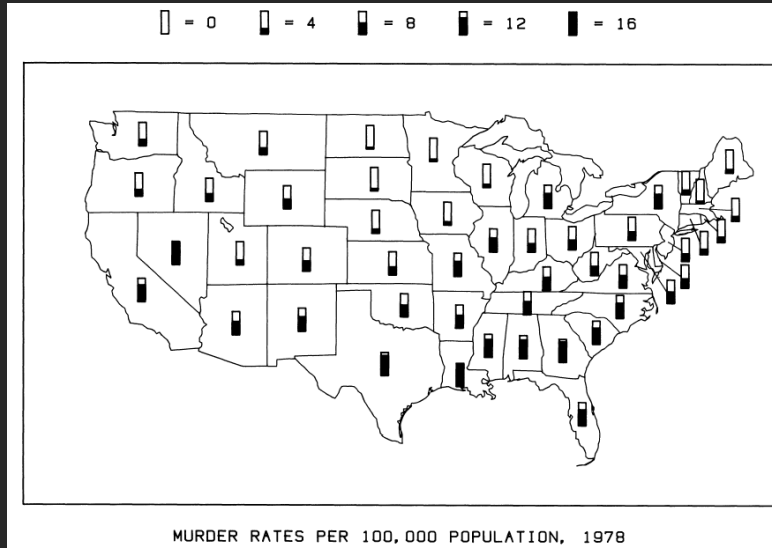 = 0 = 4 = 8 = 12 = 16
MURDER RATES PER 100,000 POPULATION, 1978